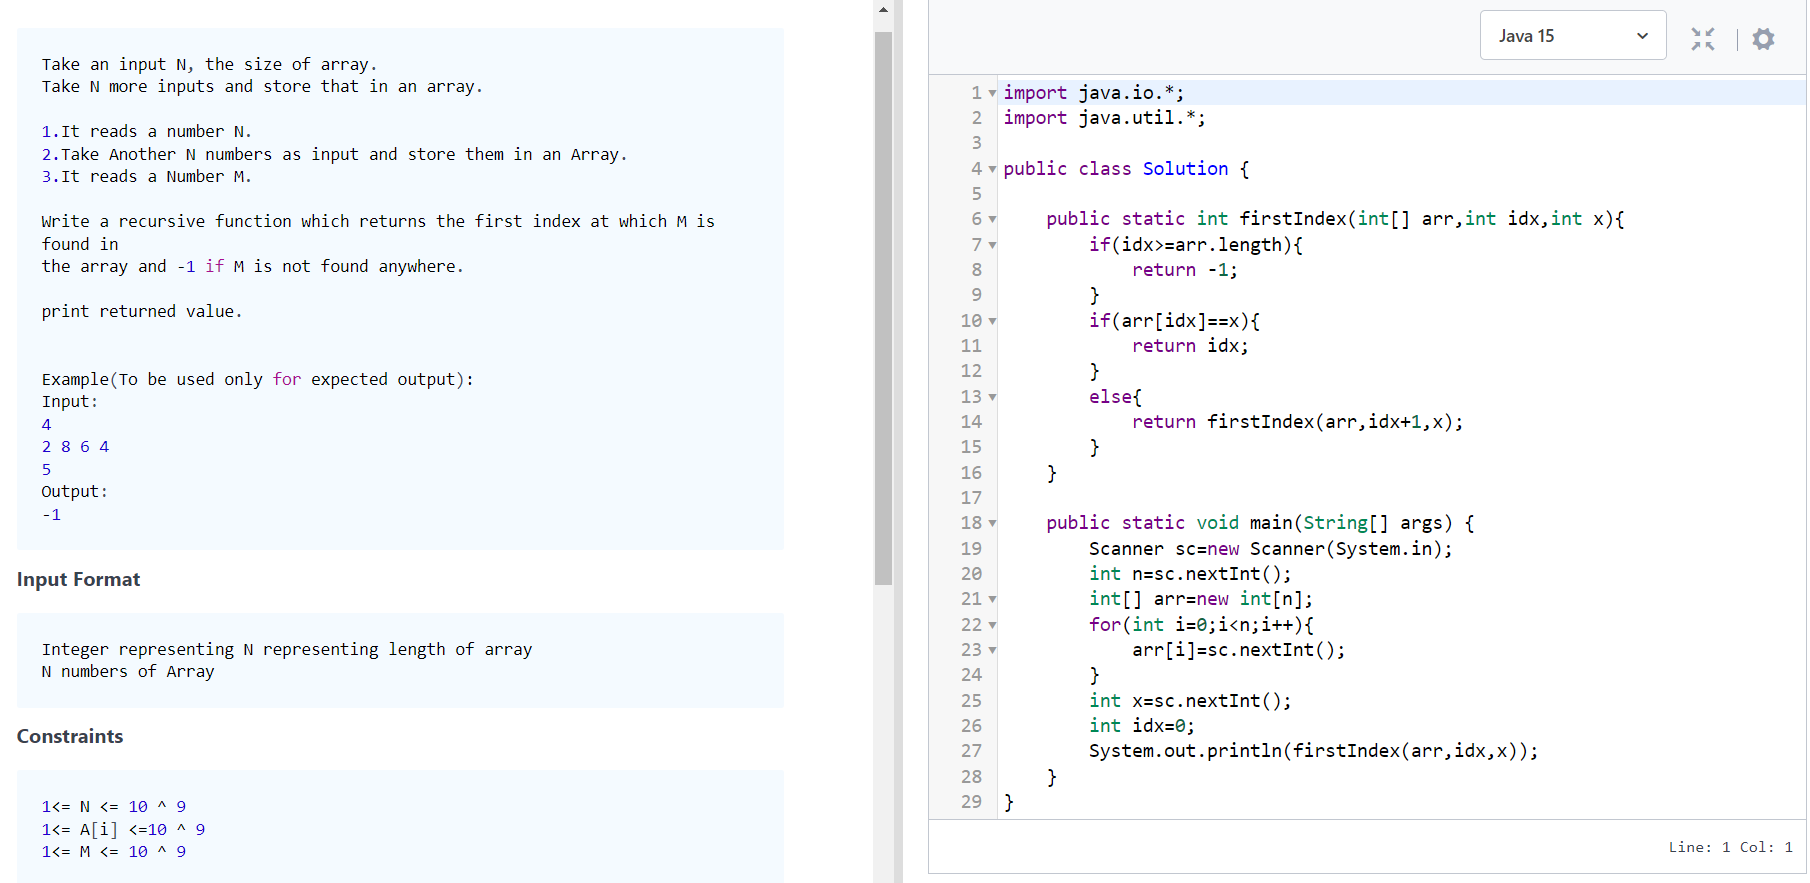 Take an input N, the size of array.
Take N more inputs and store that in an array.
1.It reads a number N.
2.Take Another N numbers as input and store them in an Array.
3.It reads a Number M.
Write a recursive function which returns the first index at which M is
found in
the array and -1 if M is not found anywhere.
print returned value.
Example(To be used only for expected output):
Input:
4
2 8 6 4
5
Output:
-1
Input Format
Integer representing N representing length of array
N numbers of Array
Constraints
1<= N <= 10 ^ 9
1<= A[i] <=10 ^ 9
1<= M <= 10 ^ 9
Java 15
1 import java.io.*;
2 import java.util.*;
3
4 public class Solution {
5
6     public static int firstIndex(int[] arr,int idx,int x){
7         if(idx>=arr.length){
8             return -1;
9         }
10         if(arr[idx]==x){
11             return idx;
12         }
13         else{
14             return firstIndex(arr,idx+1,x);
15         }
16     }
17
18     public static void main(String[] args) {
19         Scanner sc=new Scanner(System.in);
20         int n=sc.nextInt();
21         int[] arr=new int[n];
22         for(int i=0;i<n;i++){
23             arr[i]=sc.nextInt();
24         }
25         int x=sc.nextInt();
26         int idx=0;
27         System.out.println(firstIndex(arr,idx,x));
28     }
29 }
Line: 1 Col: 1